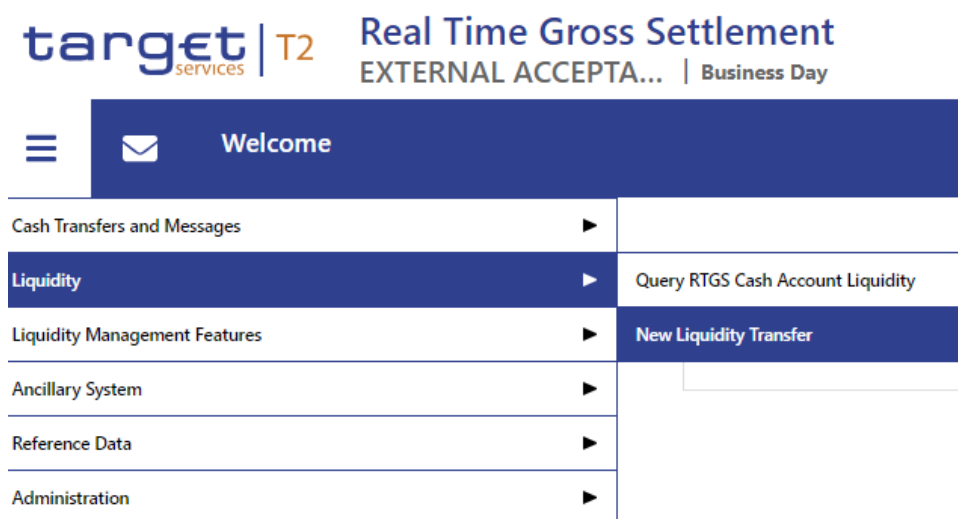 target | T2
services
Real Time Gross Settlement
EXTERNAL ACCEPTA... | Business Day
Welcome
Cash Transfers and Messages
Liquidity
Query RTGS Cash Account Liquidity
Liquidity Management Features
New Liquidity Transfer
Ancillary System
Reference Data
Administration